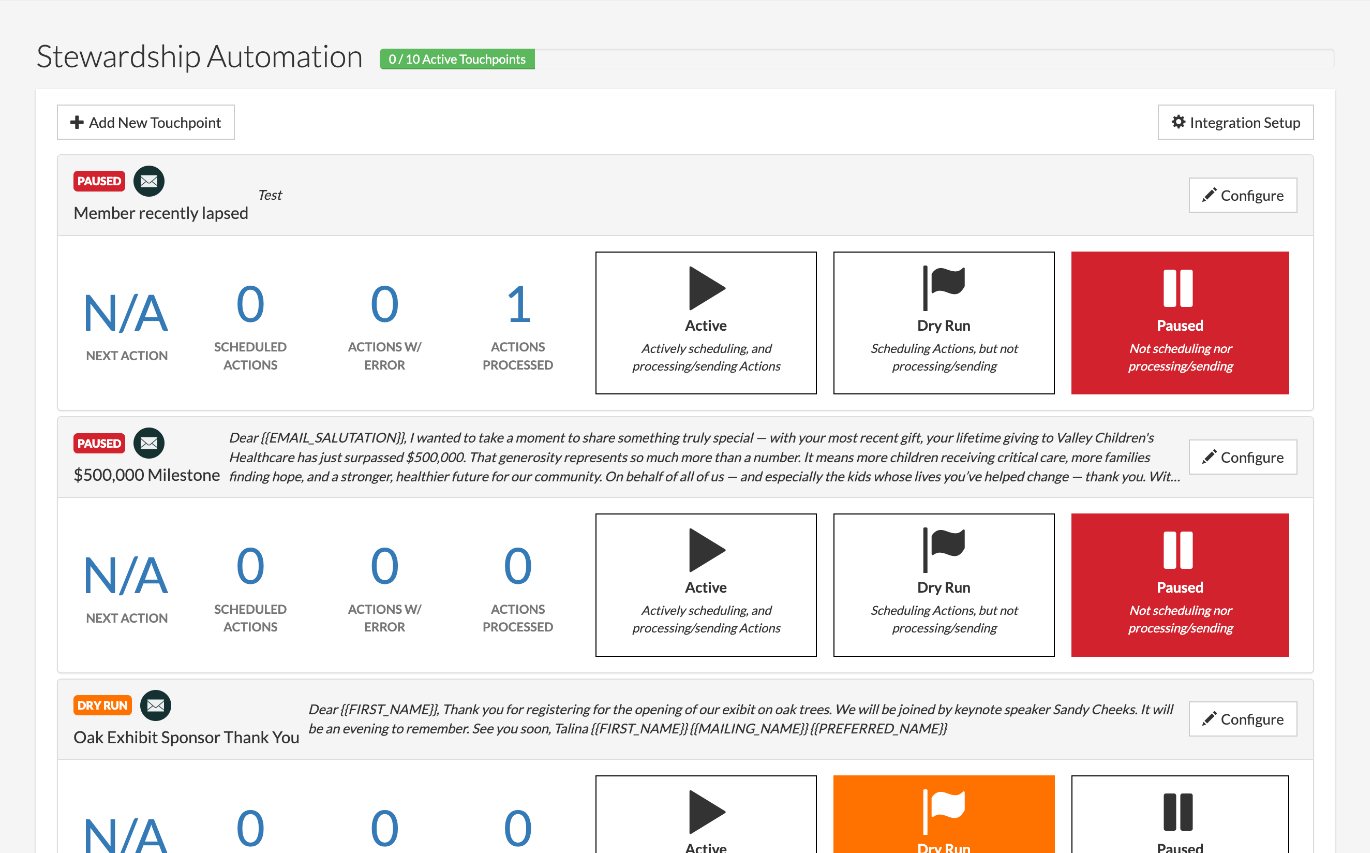 Stewardship Automation
0 / 10 Active Touchpoints
Add New Touchpoint
Integration Setup
PAUSED
Member recently lapsed
Test
Configure
N/A
NEXT ACTION
0
SCHEDULED
ACTIONS
0
ACTIONS W/
ERROR
1
ACTIONS
PROCESSED
Active
Actively scheduling, and
processing/sending Actions
Dry Run
Scheduling Actions, but not
processing/sending
Paused
Not scheduling nor
processing/sending
PAUSED
$500,000 Milestone
Dear {{EMAIL_SALUTATION}}, I wanted to take a moment to share something truly special — with your most recent gift, your lifetime giving to Valley Children's
Healthcare has just surpassed $500,000. That generosity represents so much more than a number. It means more children receiving critical care, more families
finding hope, and a stronger, healthier future for our community. On behalf of all of us — and especially the kids whose lives you’ve helped change — thank you. Wit...
Configure
N/A
NEXT ACTION
0
SCHEDULED
ACTIONS
0
ACTIONS W/
ERROR
0
ACTIONS
PROCESSED
Active
Actively scheduling, and
processing/sending Actions
Dry Run
Scheduling Actions, but not
processing/sending
Paused
Not scheduling nor
processing/sending
DRY RUN
Oak Exhibit Sponsor Thank You
Dear {{FIRST_NAME}}, Thank you for registering for the opening of our exibit on oak trees. We will be joined by keynote speaker Sandy Cheeks. It will
be an evening to remember. See you soon, Talina {{FIRST_NAME}} {{MAILING_NAME}} {{PREFERRED_NAME}}
Configure
N/A
0
0
0
Active
Dry Run
Paused